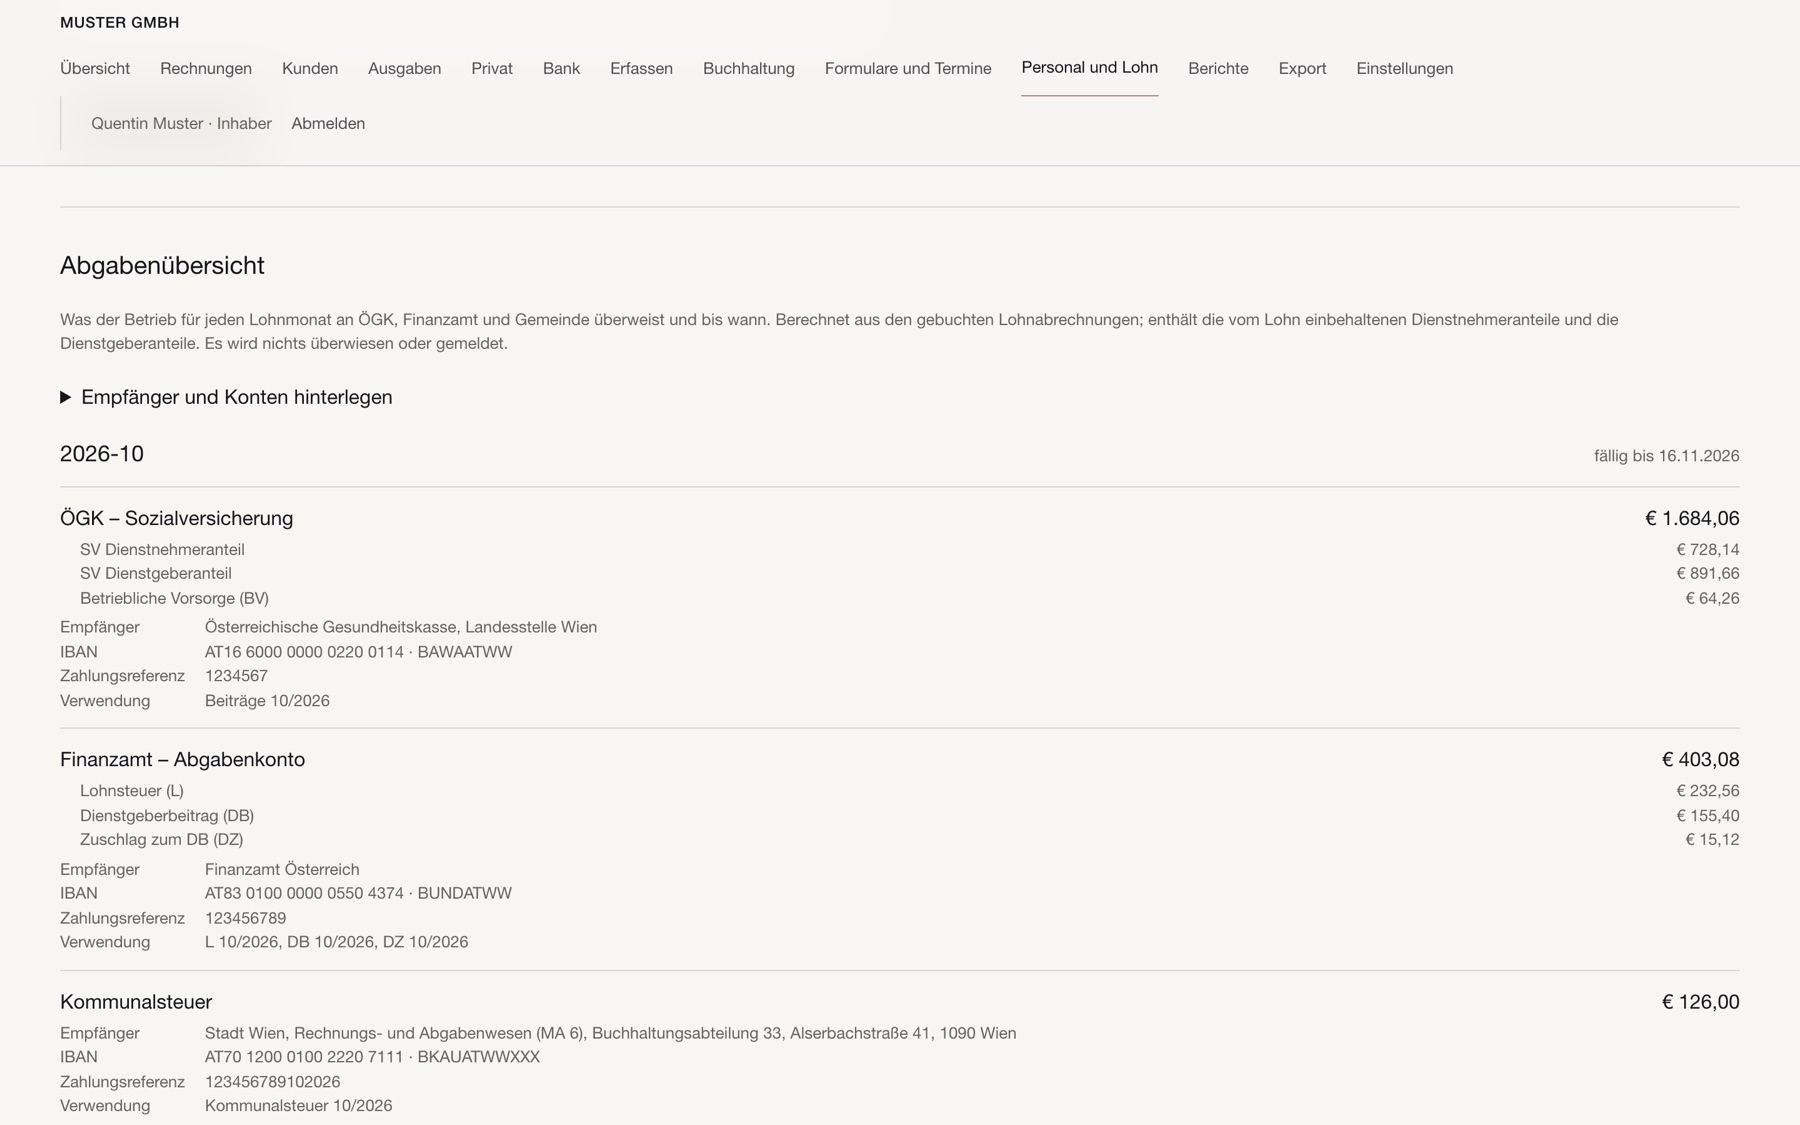 MUSTER GMBH
Übersicht Rechnungen Kunden Ausgaben Privat Bank Erfassen Buchhaltung Formulare und Termine Personal und Lohn Berichte Export Einstellungen
Quentin Muster · Inhaber Abmelden
Abgabenübersicht
Was der Betrieb für jeden Lohnmonat an ÖGK, Finanzamt und Gemeinde überweist und bis wann. Berechnet aus den gebuchten Lohnabrechnungen; enthält die vom Lohn einbehaltenen Dienstnehmeranteile und die
Dienstgeberanteile. Es wird nichts überwiesen oder gemeldet.
▶ Empfänger und Konten hinterlegen
2026-10 fällig bis 16.11.2026
ÖGK – Sozialversicherung € 1.684,06
SV Dienstnehmeranteil € 728,14
SV Dienstgeberanteil € 891,66
Betriebliche Vorsorge (BV) € 64,26
Empfänger Österreichische Gesundheitskasse, Landesstelle Wien
IBAN AT16 6000 0000 0220 0114 · BAWAATWW
Zahlungsreferenz 1234567
Verwendung Beiträge 10/2026
Finanzamt – Abgabenkonto € 403,08
Lohnsteuer (L) € 232,56
Dienstgeberbeitrag (DB) € 155,40
Zuschlag zum DB (DZ) € 15,12
Empfänger Finanzamt Österreich
IBAN AT83 0100 0000 0550 4374 · BUNDATWW
Zahlungsreferenz 123456789
Verwendung L 10/2026, DB 10/2026, DZ 10/2026
Kommunalsteuer € 126,00
Empfänger Stadt Wien, Rechnungs- und Abgabenwesen (MA 6), Buchhaltungsabteilung 33, Alserbachstraße 41, 1090 Wien
IBAN AT70 1200 0100 2220 7111 · BKAUATWWXXX
Zahlungsreferenz 123456789102026
Verwendung Kommunalsteuer 10/2026